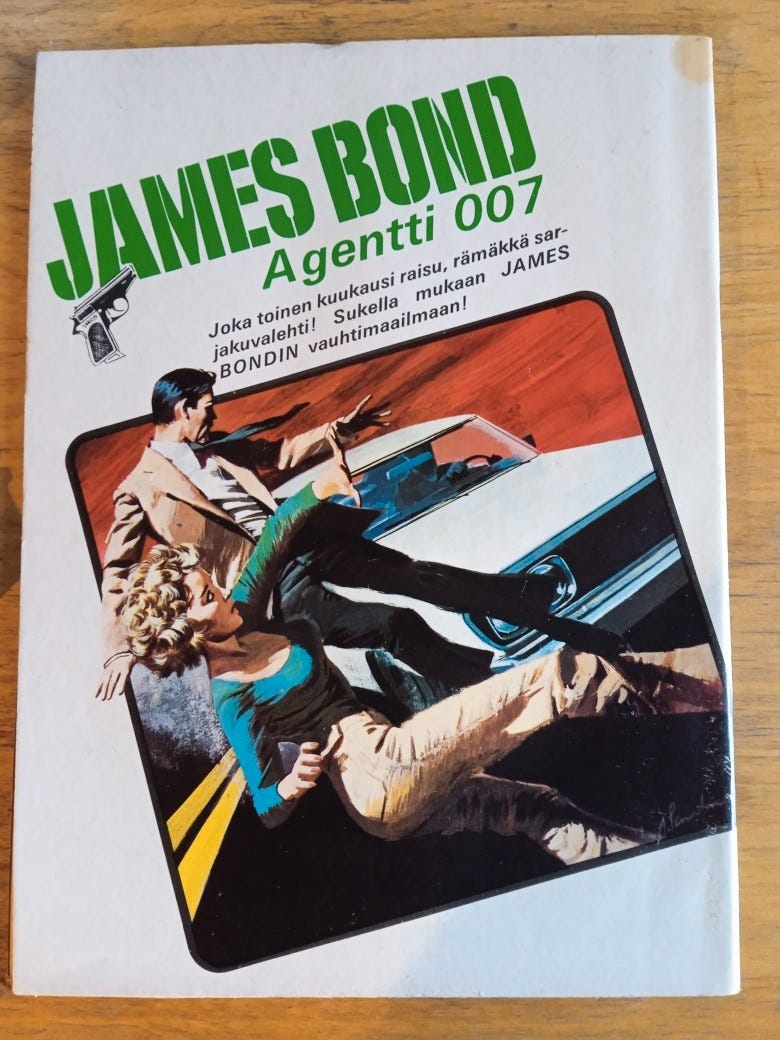 JAMES BOND
Agentti 007
Joka toinen kuukausi raisu, rämäkkä sar-
jakuvalehti! Sukella mukaan JAMES
BONDIN vauhtimaailmaan!